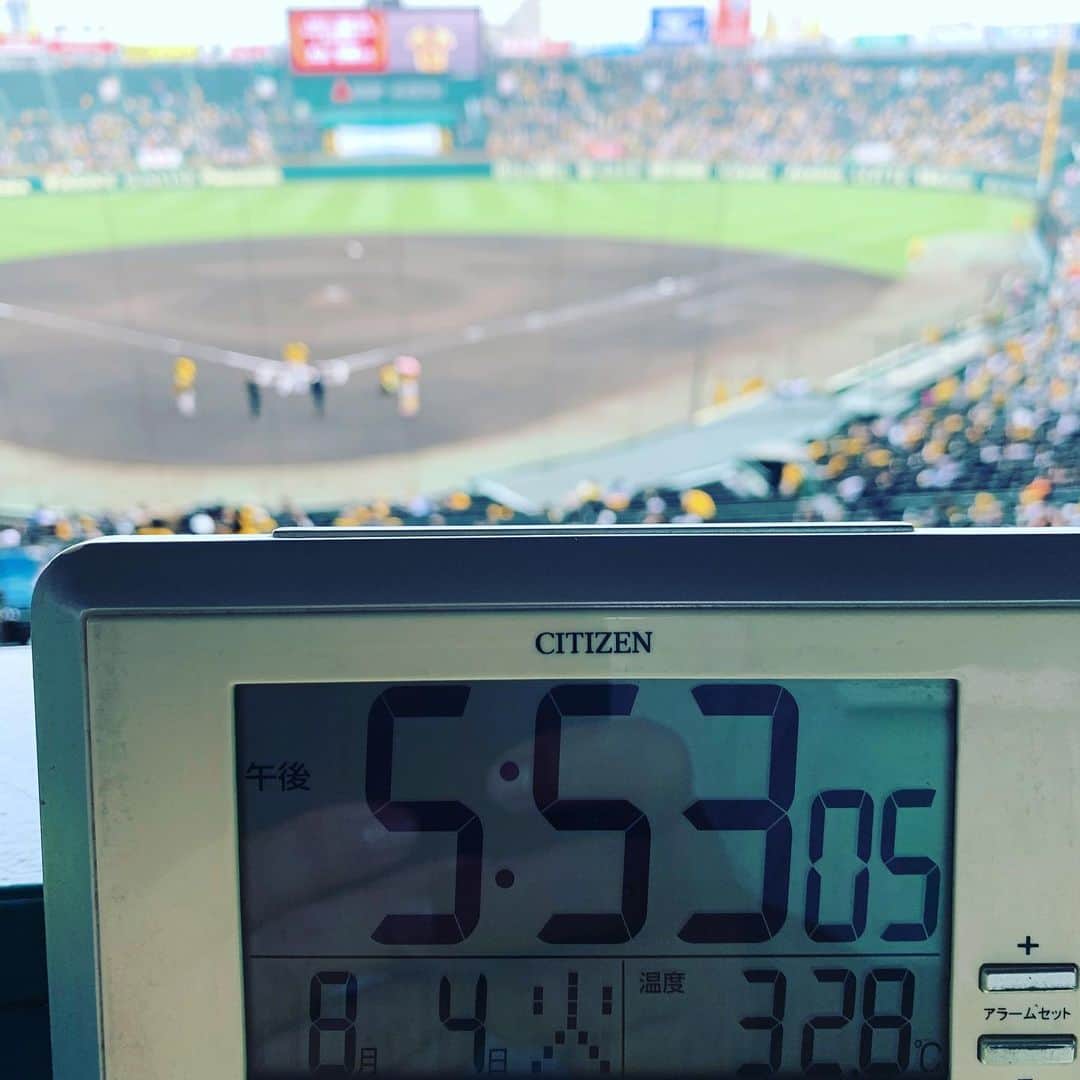 CITIZEN
午後 5:53 05
8月 4日 火 温度 32.8℃
+
アラームセット
-